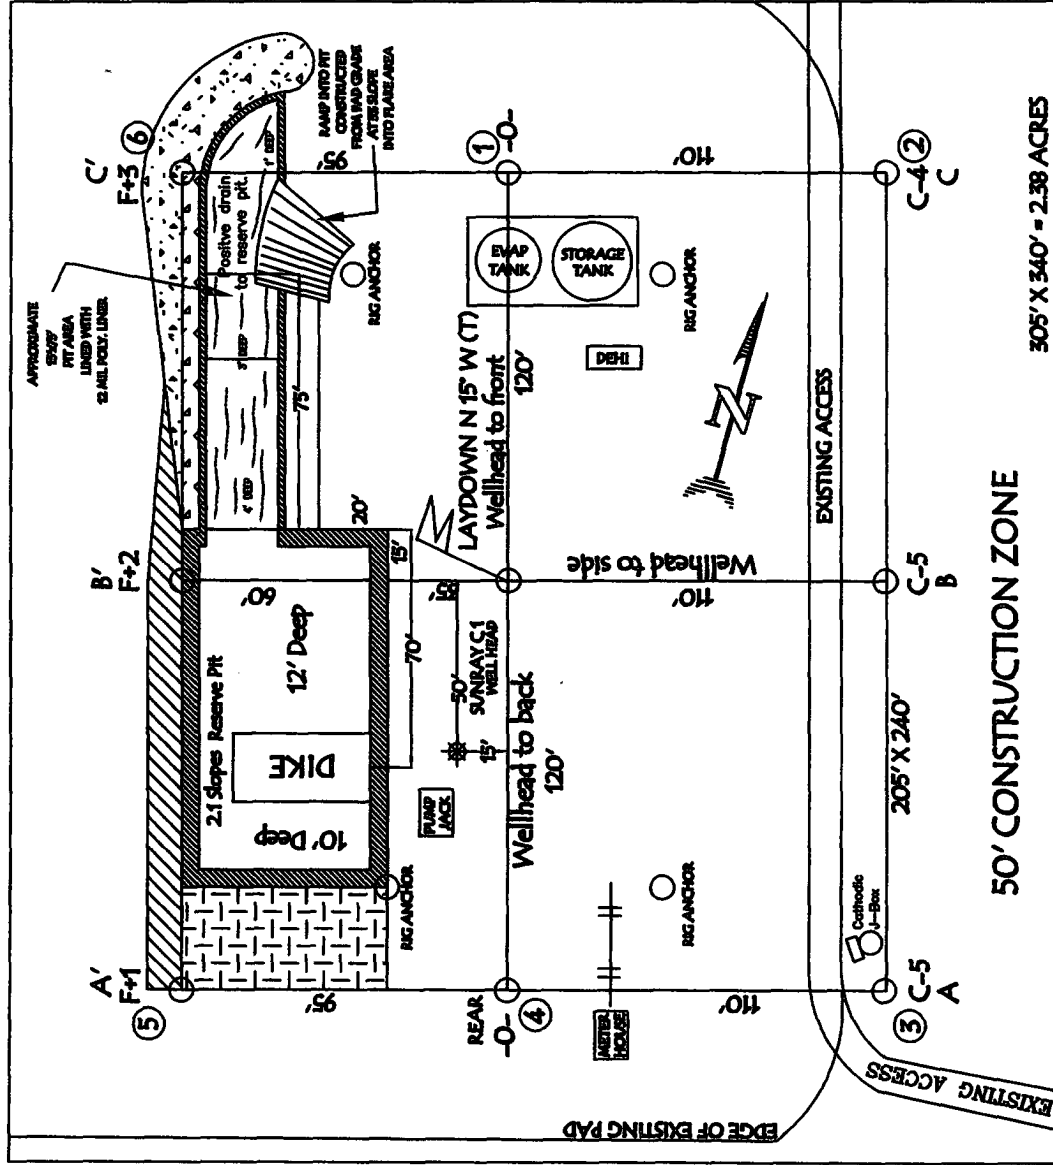 APPROXIMATE
PIT AREA
LINED WITH
12 MIL POLY. LINER
RAMP INTO PIT
CONSTRUCTED
FROM PAD GRADE
AT SLOPE
INTO FLARE AREA
A'
F+1
5
B'
F+2
C'
F+3
6
Positve drain
to reserve pit.
1' DEEP
3' DEEP
4' DEEP
75'
2:1 Slopes Reserve Pit
12' Deep
60'
DIKE
10' Deep
20'
15'
70'
95'
95'
RIG ANCHOR
RIG ANCHOR
PUMP
JACK
50'
15'
SUNRAY C1
WELL HEAD
LAYDOWN N 15° W (T)
Wellhead to front
120'
Wellhead to back
120'
REAR
-0-
4
1
-0-
EVAP
TANK
STORAGE
TANK
DEHI
RIG ANCHOR
RIG ANCHOR
METER
HOUSE
Wellhead to side
110'
110'
110'
N
EXISTING ACCESS
Cathodic
J-Box
3
C-5
A
205' X 240'
C-5
B
C-4
2
C
EXISTING ACCESS
EDGE OF EXISTING PAD
50' CONSTRUCTION ZONE
305' X 340' = 2.38 ACRES